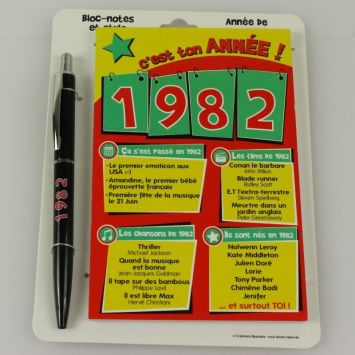 Bloc-notes
et stylo
Année de
c'est ton ANNÉE !
1982
Ça s'est passé en 1982
Le premier emoticon aux
USA :-)
Amandine, le premier bébé
éprouvette français
Première fête de la musique
le 21 Juin
Les films de 1982
Conan le barbare
John Milius
Blade runner
Ridley Scott
E.T l'extra-terrestre
Steven Spielberg
Meurtre dans un
jardin anglais
Peter Greenaway
Les Chansons de 1982
Thriller
Michael Jackson
Quand la musique
est bonne
Jean-Jacques Goldman
Il tape sur des bambous
Philippe Lavil
Il est libre Max
Hervé Christiani
Ils sont nés en 1982
Nolwenn Leroy
Kate Middleton
Julien Doré
Lorie
Tony Parker
Chimène Badi
Jenifer
... et surtout TOI !
1982